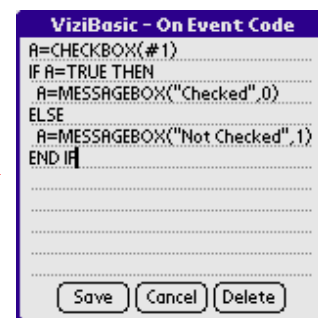 ViziBasic - On Event Code
A=CHECKBOX(#1)
IF A=TRUE THEN
A=MESSAGEBOX("Checked",0)
ELSE
A=MESSAGEBOX("Not Checked",1)
END IF
Save Cancel Delete